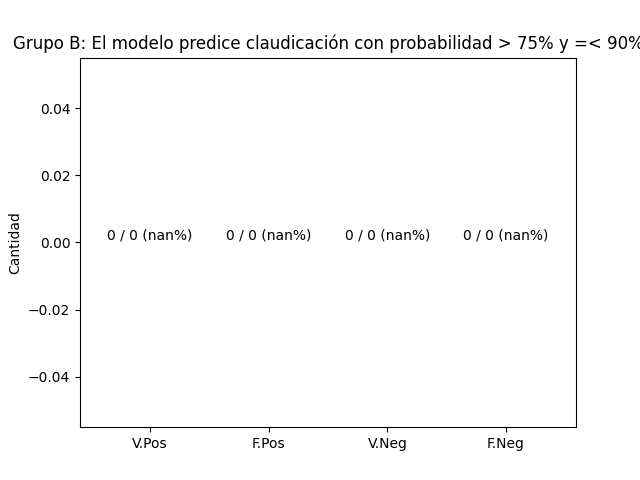 Grupo B: El modelo predice claudicación con probabilidad > 75% y =< 90%
0.04
0.02
0.00
−0.02
−0.04
Cantidad
0 / 0 (nan%) 0 / 0 (nan%) 0 / 0 (nan%) 0 / 0 (nan%)
V.Pos F.Pos V.Neg F.Neg